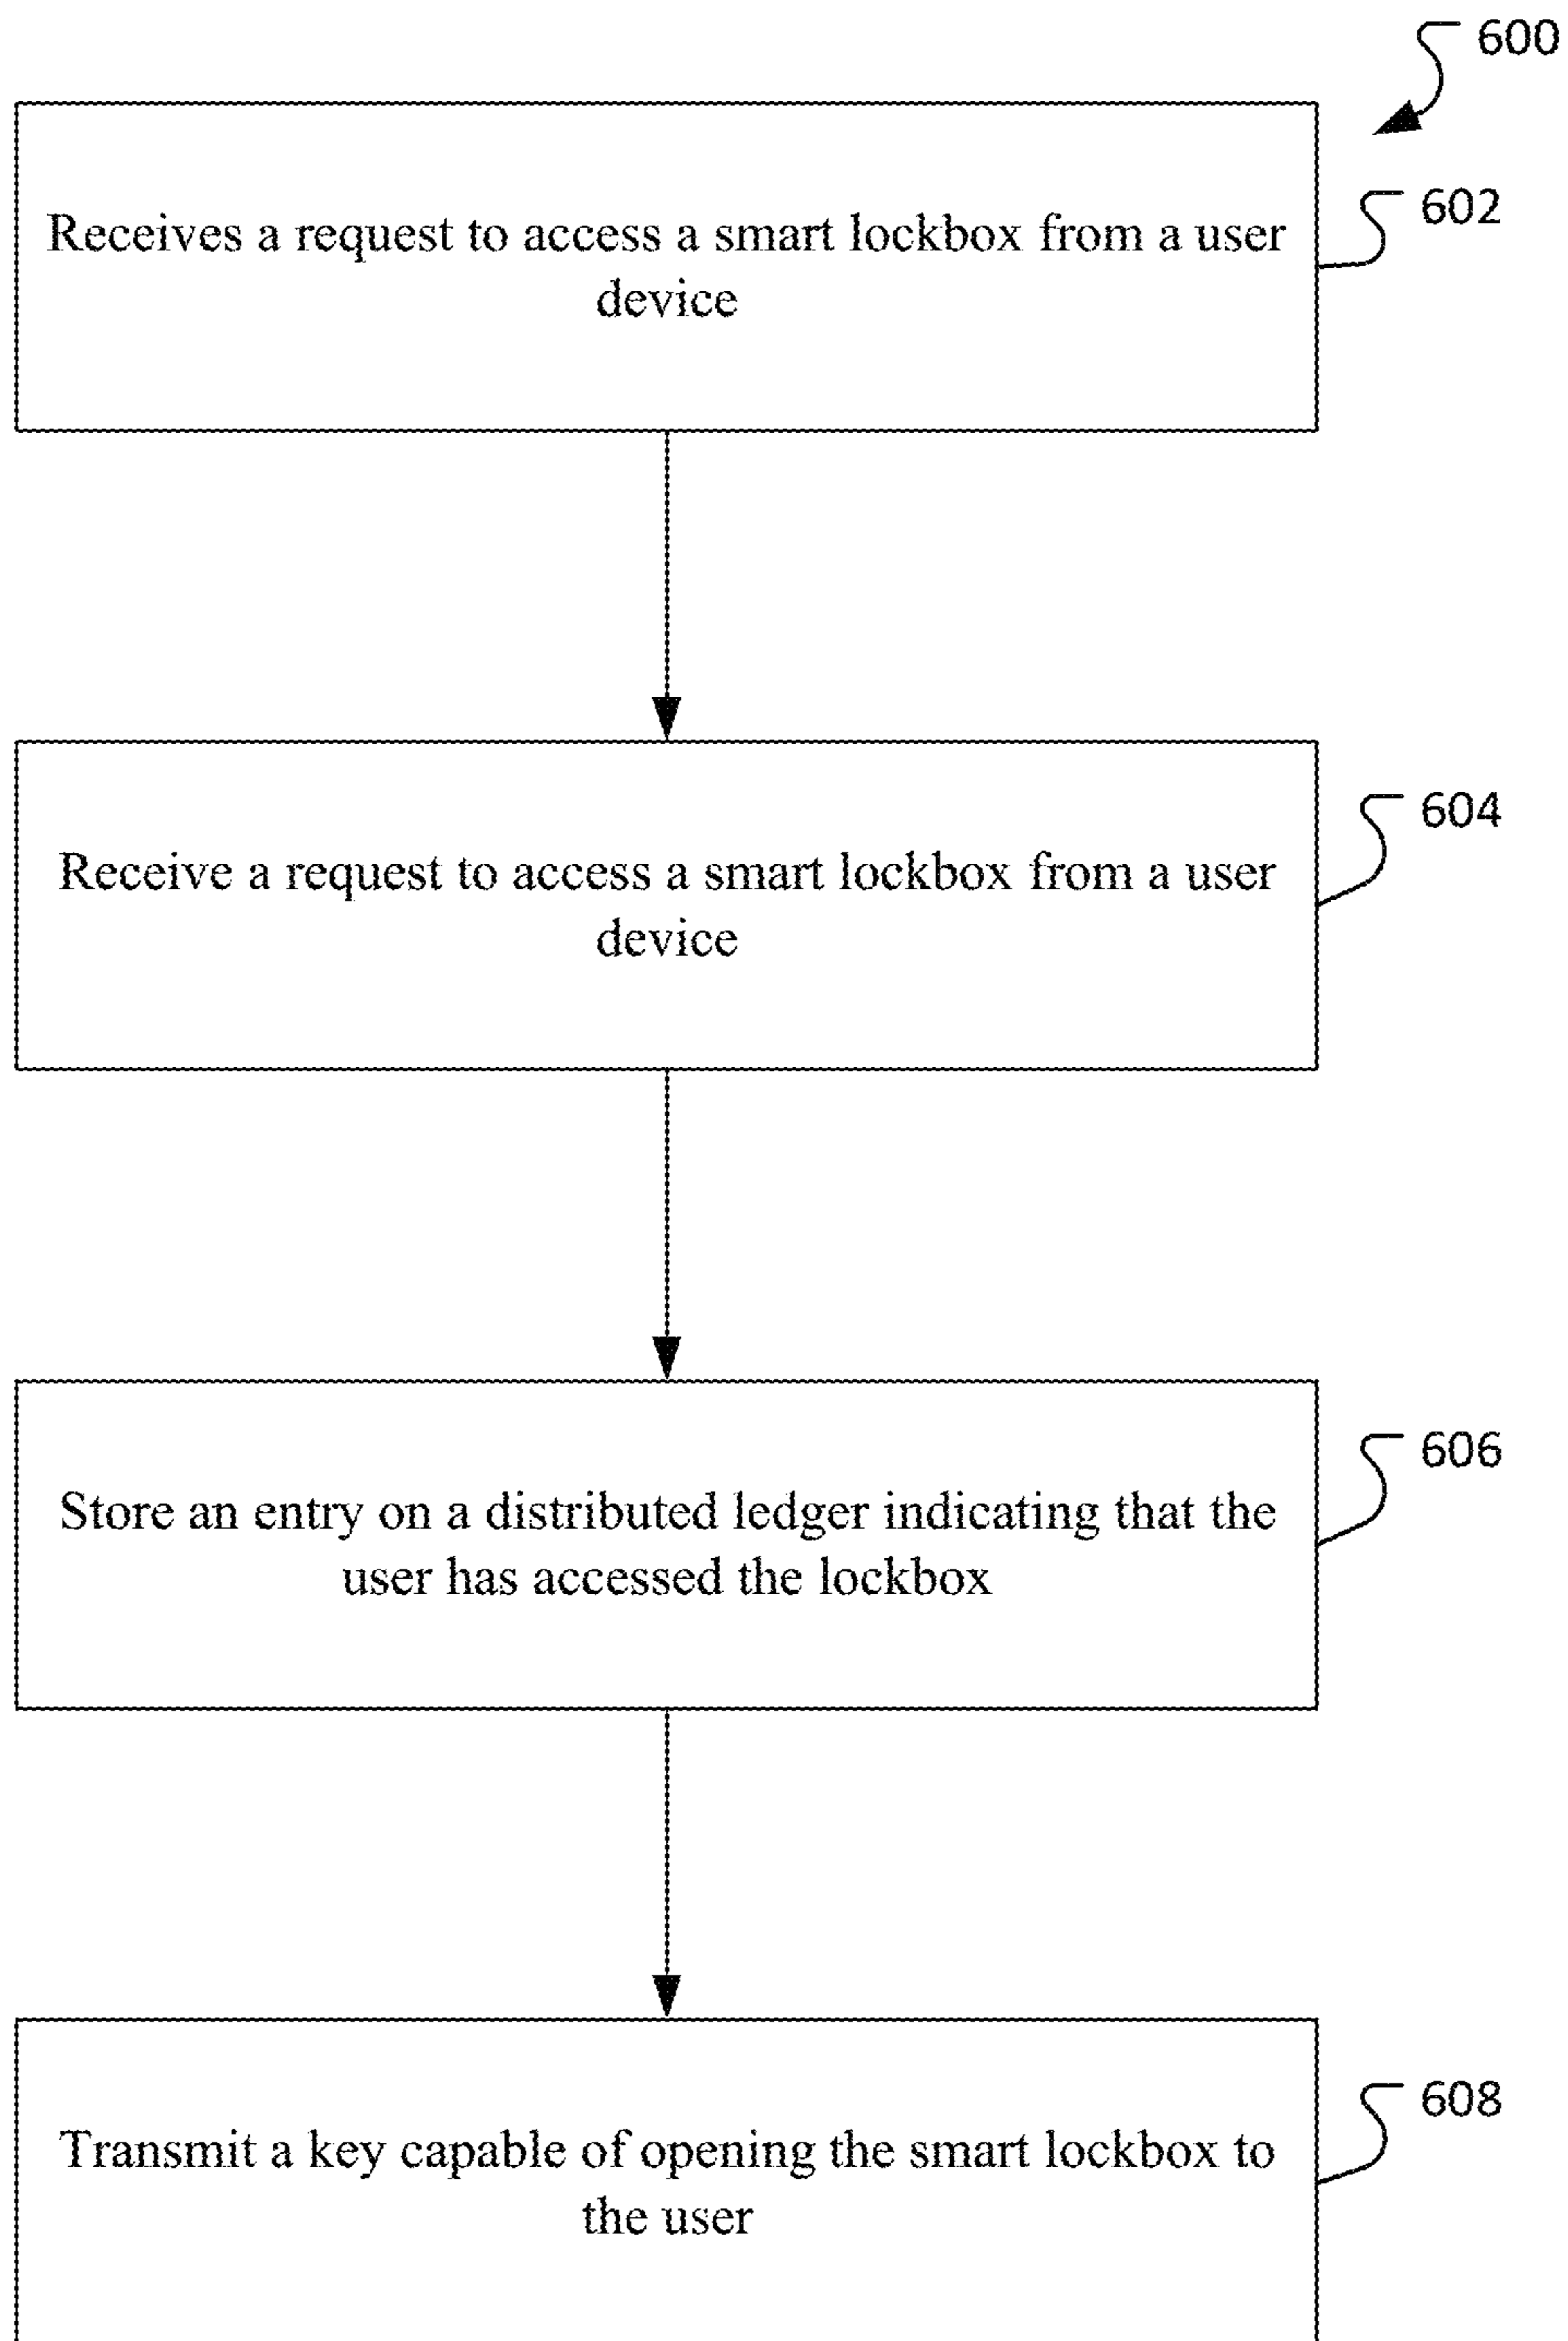 600
Receives a request to access a smart lockbox from a user
device
602
Receive a request to access a smart lockbox from a user
device
604
Store an entry on a distributed ledger indicating that the
user has accessed the lockbox
606
Transmit a key capable of opening the smart lockbox to
the user
608